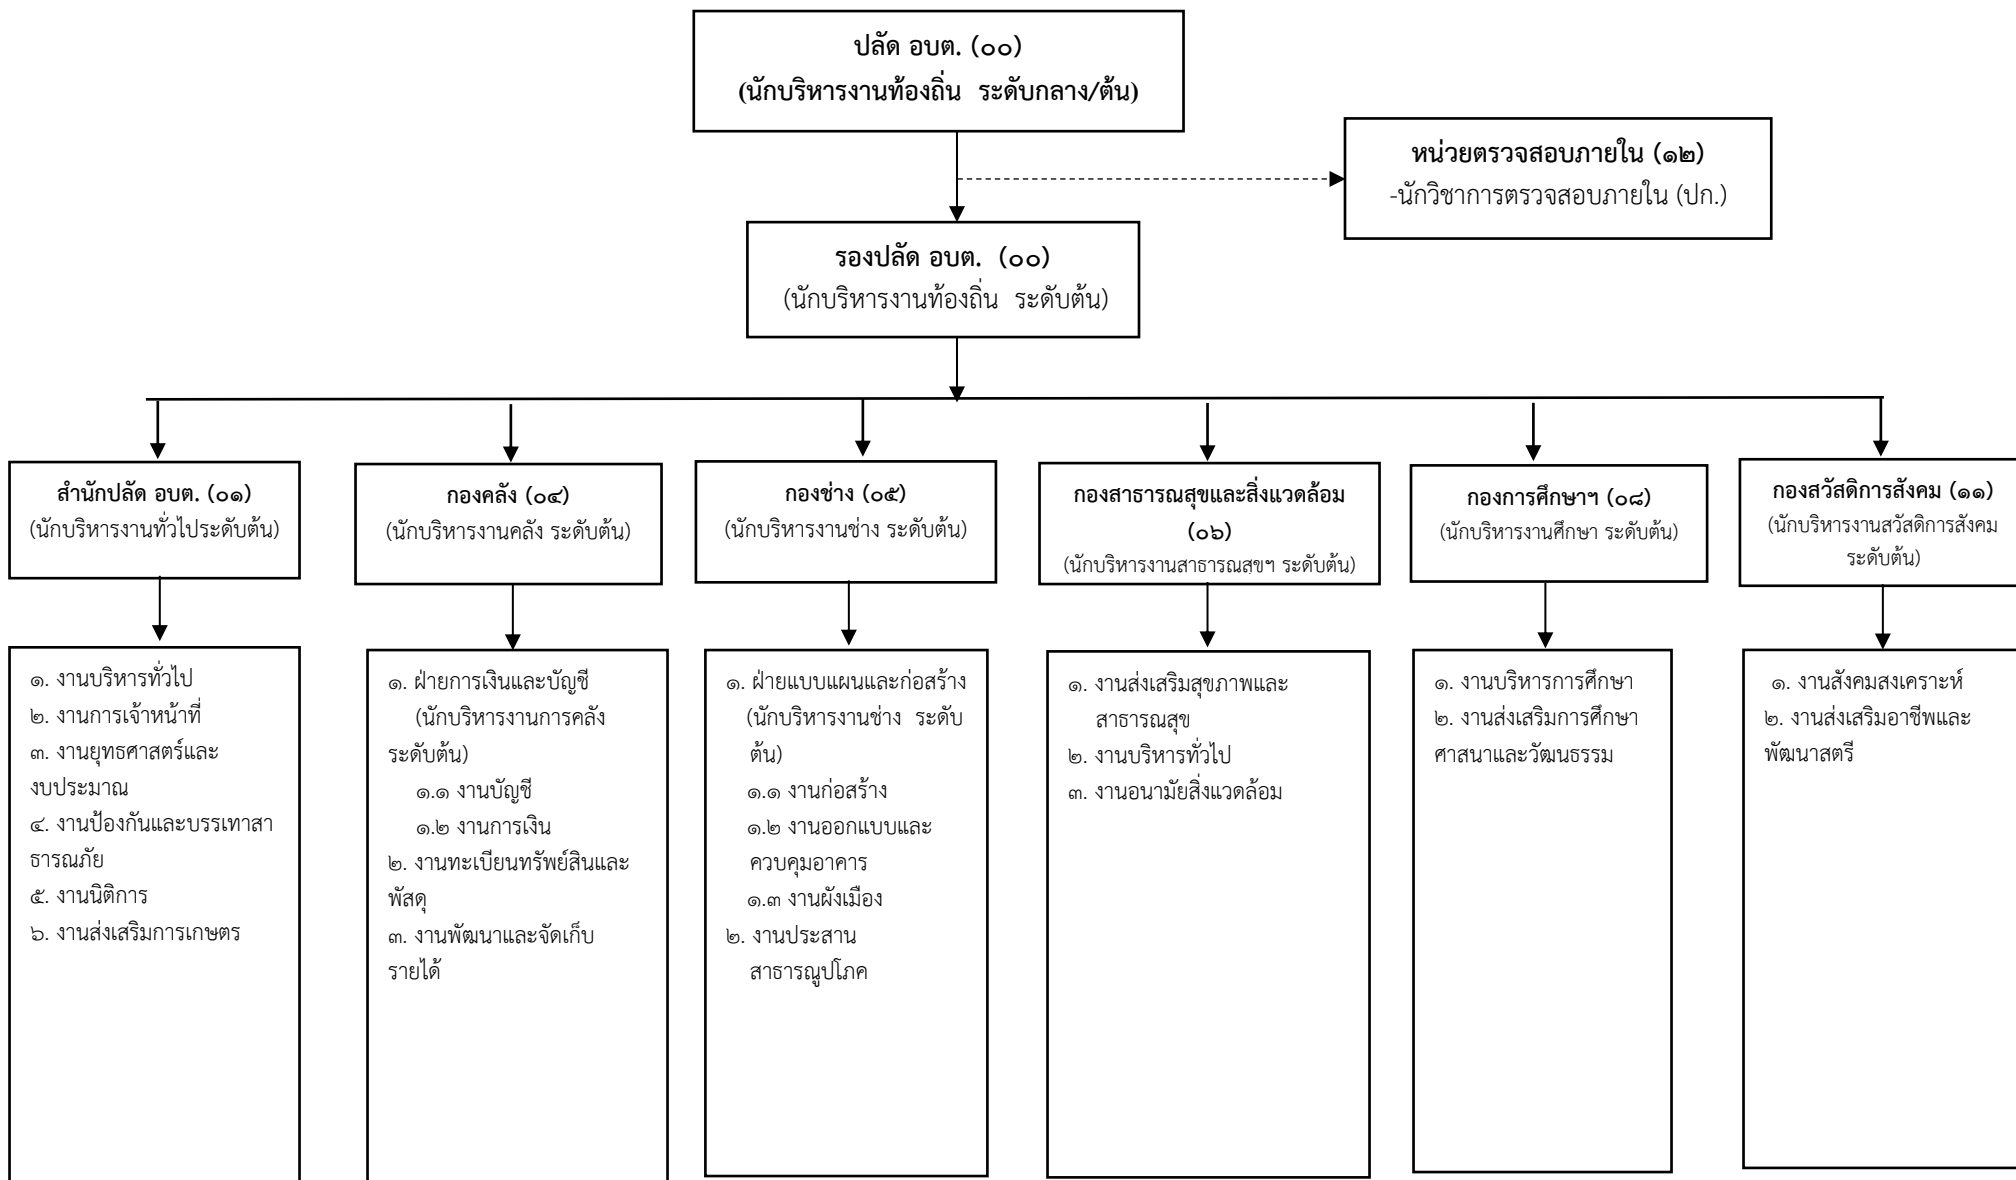 ปลัด อบต. (๐๐)
(นักบริหารงานท้องถิ่น ระดับกลาง/ต้น)
หน่วยตรวจสอบภายใน (๑๒)
-นักวิชาการตรวจสอบภายใน (ปก.)
รองปลัด อบต. (๐๐)
(นักบริหารงานท้องถิ่น ระดับต้น)
สำนักปลัด อบต. (๐๑)
(นักบริหารงานทั่วไประดับต้น)
กองคลัง (๐๔)
(นักบริหารงานคลัง ระดับต้น)
กองช่าง (๐๕)
(นักบริหารงานช่าง ระดับต้น)
กองสาธารณสุขและสิ่งแวดล้อม
(๐๖)
(นักบริหารงานสาธารณสุขฯ ระดับต้น)
กองการศึกษาฯ (๐๘)
(นักบริหารงานศึกษา ระดับต้น)
กองสวัสดิการสังคม (๑๑)
(นักบริหารงานสวัสดิการสังคม
ระดับต้น)
๑. งานบริหารทั่วไป
๒. งานการเจ้าหน้าที่
๓. งานยุทธศาสตร์และ
งบประมาณ
๔. งานป้องกันและบรรเทาสา
ธารณภัย
๕. งานนิติการ
๖. งานส่งเสริมการเกษตร
๑. ฝ่ายการเงินและบัญชี
(นักบริหารงานการคลัง
ระดับต้น)
๑.๑ งานบัญชี
๑.๒ งานการเงิน
๒. งานทะเบียนทรัพย์สินและ
พัสดุ
๓. งานพัฒนาและจัดเก็บ
รายได้
๑. ฝ่ายแบบแผนและก่อสร้าง
(นักบริหารงานช่าง ระดับ
ต้น)
๑.๑ งานก่อสร้าง
๑.๒ งานออกแบบและ
ควบคุมอาคาร
๑.๓ งานผังเมือง
๒. งานประสาน
สาธารณูปโภค
๑. งานส่งเสริมสุขภาพและ
สาธารณสุข
๒. งานบริหารทั่วไป
๓. งานอนามัยสิ่งแวดล้อม
๑. งานบริหารการศึกษา
๒. งานส่งเสริมการศึกษา
ศาสนาและวัฒนธรรม
๑. งานสังคมสงเคราะห์
๒. งานส่งเสริมอาชีพและ
พัฒนาสตรี